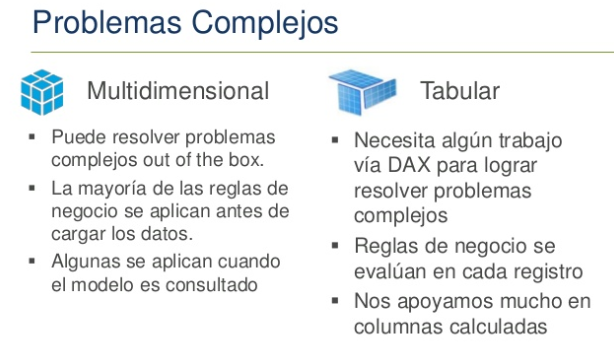 Problemas Complejos
Multidimensional
▪ Puede resolver problemas
complejos out of the box.
▪ La mayoría de las reglas de
negocio se aplican antes de
cargar los datos.
▪ Algunas se aplican cuando
el modelo es consultado
Tabular
▪ Necesita algún trabajo
vía DAX para lograr
resolver problemas
complejos
▪ Reglas de negocio se
evalúan en cada registro
▪ Nos apoyamos mucho en
columnas calculadas